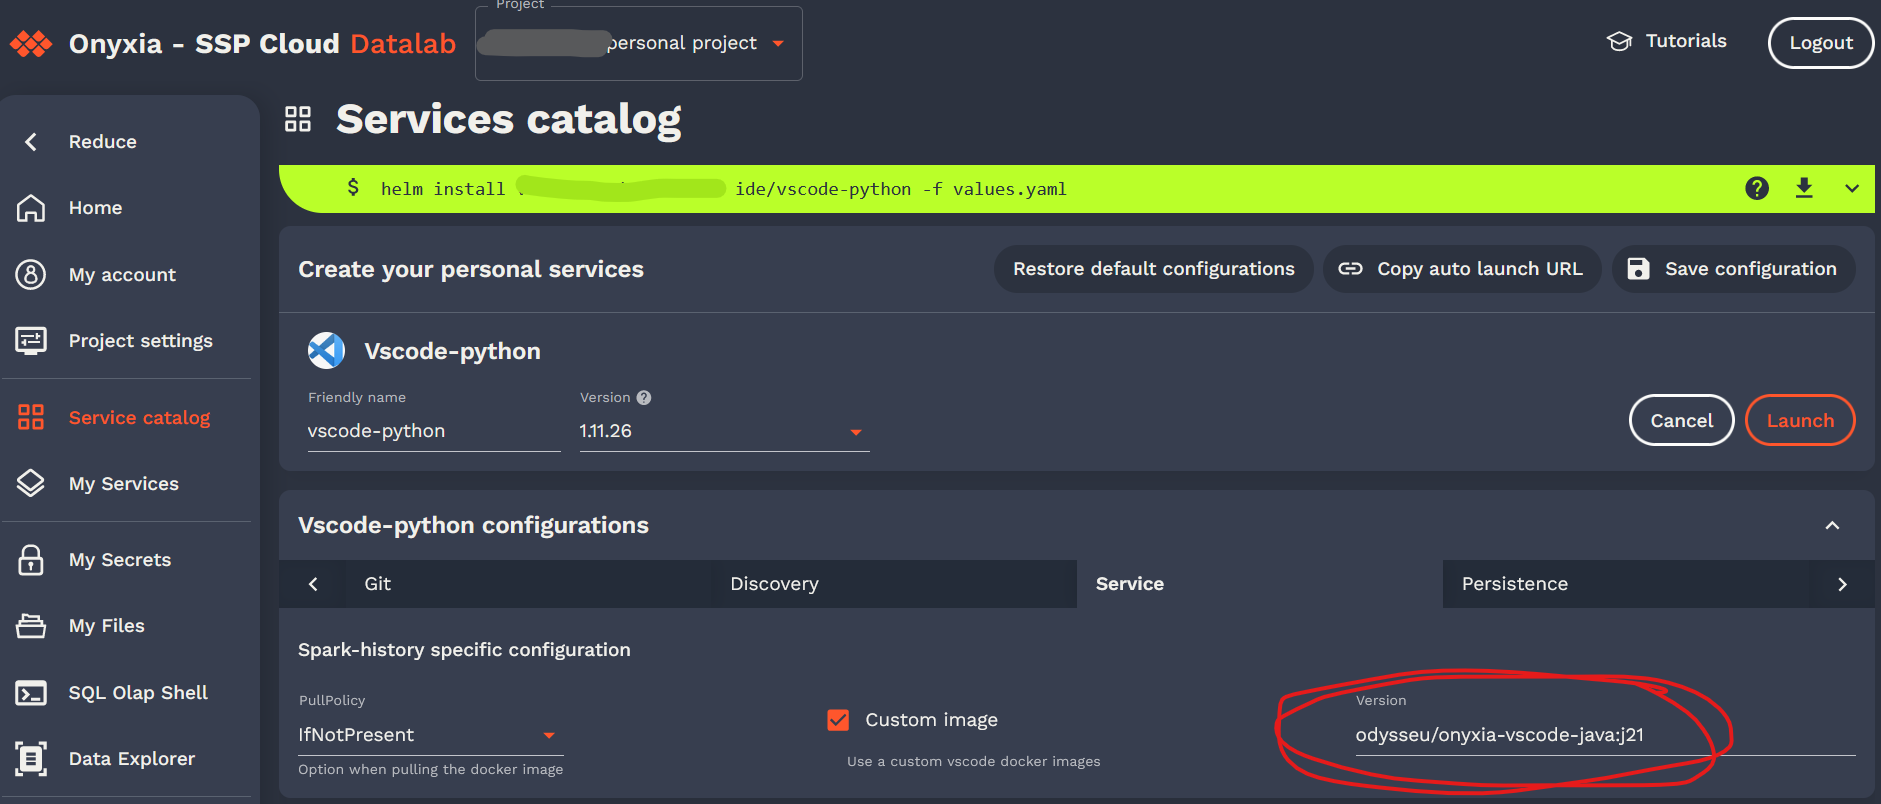 Project
Onyxia - SSP Cloud Datalab
personal project
Tutorials
Logout
Reduce
Home
My account
Project settings
Service catalog
My Services
My Secrets
My Files
SQL Olap Shell
Data Explorer
Services catalog
$ helm install ide/vscode-python -f values.yaml
Create your personal services
Restore default configurations
Copy auto launch URL
Save configuration
Vscode-python
Friendly name
vscode-python
Version
1.11.26
Cancel
Launch
Vscode-python configurations
Git
Discovery
Service
Persistence
Spark-history specific configuration
PullPolicy
IfNotPresent
Option when pulling the docker image
Custom image
Use a custom vscode docker images
Version
odysseu/onyxia-vscode-java:j21